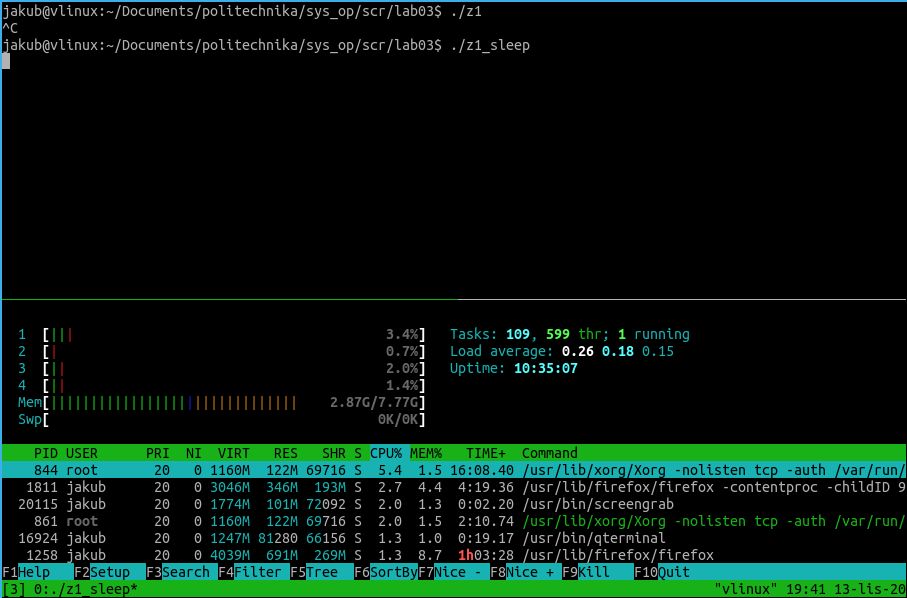 jakub@vlinux:~/Documents/politechnika/sys_op/scr/lab03$ ./z1
^C
jakub@vlinux:~/Documents/politechnika/sys_op/scr/lab03$ ./z1_sleep
1 [||| 3.4%] Tasks: 109, 599 thr; 1 running
2 [| 0.7%] Load average: 0.26 0.18 0.15
3 [|| 2.0%] Uptime: 10:35:07
4 [|| 1.4%]
Mem[||||||||||||||||||||||||||||||| 2.87G/7.77G]
Swp[ 0K/0K]
PID USER PRI NI VIRT RES SHR S CPU% MEM% TIME+ Command
844 root 20 0 1160M 122M 69716 S 5.4 1.5 16:08.40 /usr/lib/xorg/Xorg -nolisten tcp -auth /var/run/
1811 jakub 20 0 3046M 346M 193M S 2.7 4.4 4:19.36 /usr/lib/firefox/firefox -contentproc -childID 9
20115 jakub 20 0 1774M 101M 72092 S 2.0 1.3 0:02.20 /usr/bin/screengrab
861 root 20 0 1160M 122M 69716 S 2.0 1.5 2:10.74 /usr/lib/xorg/Xorg -nolisten tcp -auth /var/run/
16924 jakub 20 0 1247M 81280 66156 S 1.3 1.0 0:19.17 /usr/bin/qterminal
1258 jakub 20 0 4039M 691M 269M S 1.3 8.7 1h03:28 /usr/lib/firefox/firefox
F1Help F2Setup F3Search F4Filter F5Tree F6SortBy F7Nice - F8Nice + F9Kill F10Quit
[3] 0:./z1_sleep* "vlinux" 19:41 13-lis-20